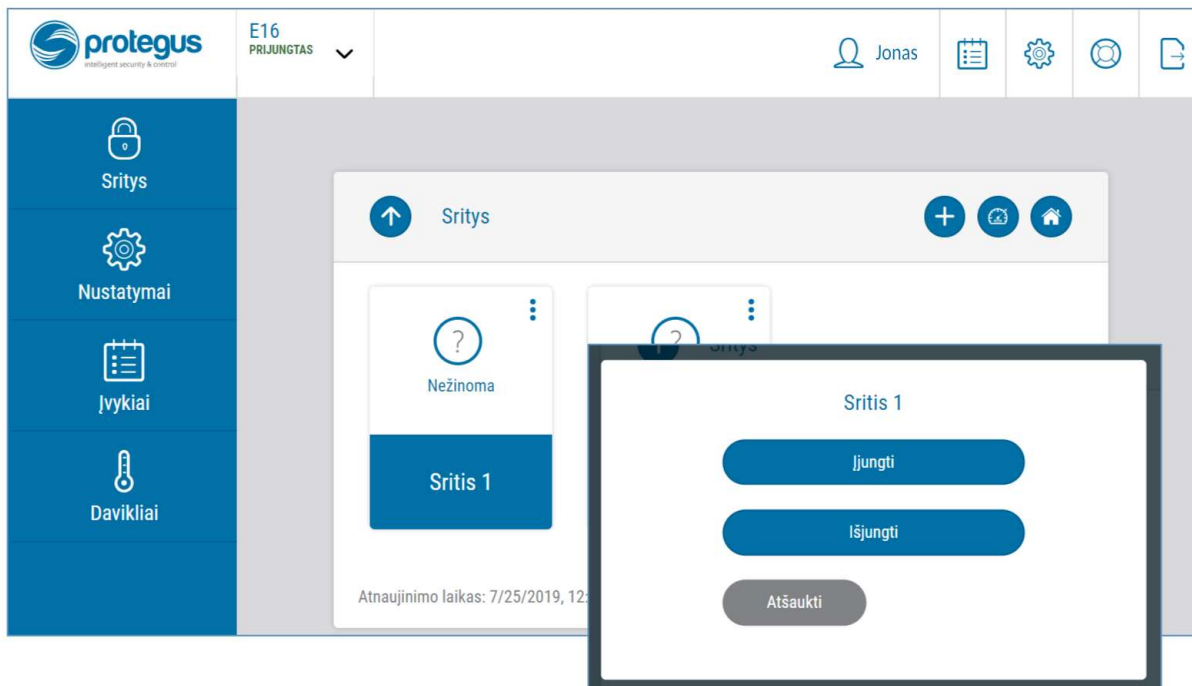 protegus
intelligent security & control
E16
PRIJUNGTAS
Jonas
Sritys
Nustatymai
Įvykiai
Davikliai
Sritys
?
Nežinoma
Sritis 1
?
Sritys
Atnaujinimo laikas: 7/25/2019, 12:
Sritis 1
Įjungti
Išjungti
Atšaukti